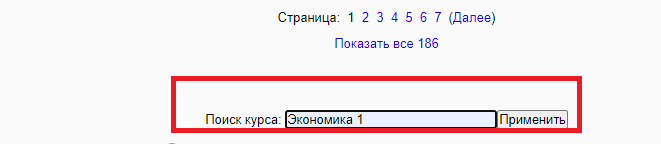 Страница: 1 2 3 4 5 6 7 (Далее)
Показать все 186
Поиск курса: Экономика 1 Применить